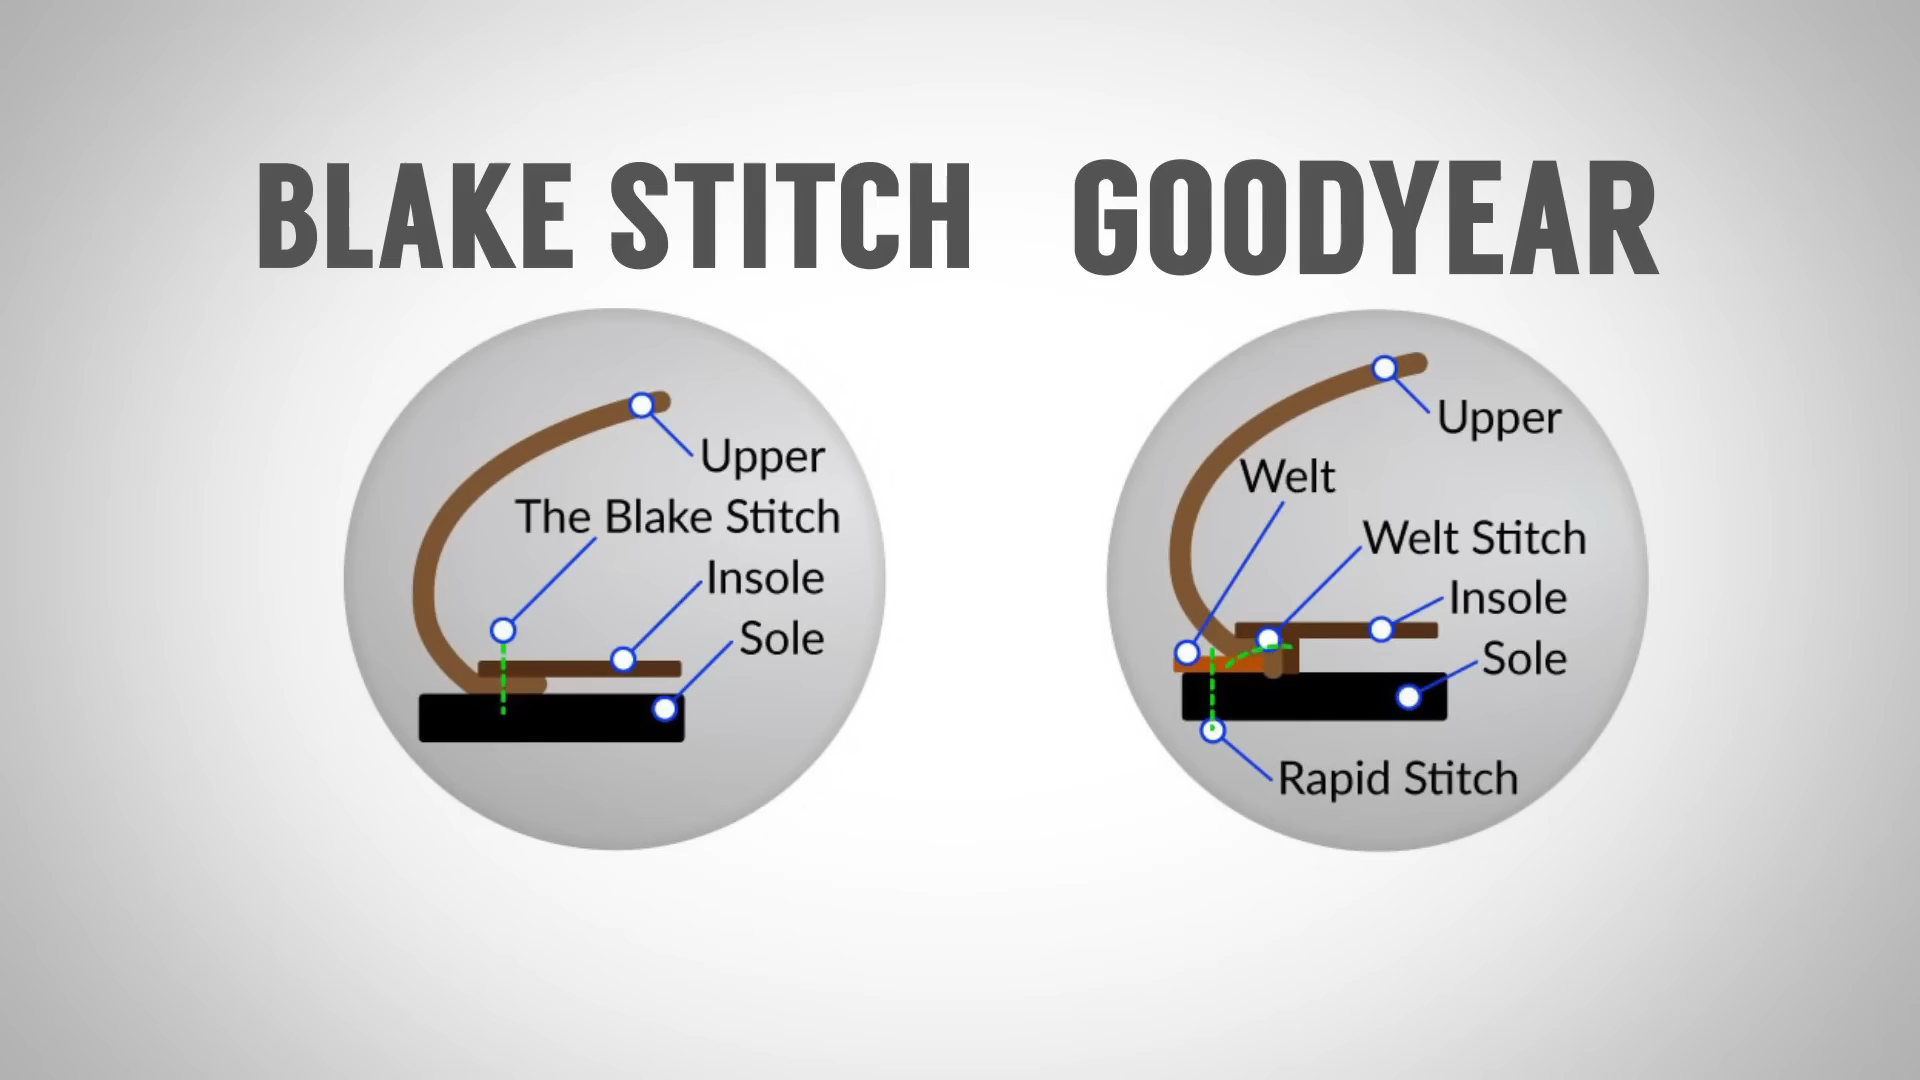 BLAKE STITCH
Upper
The Blake Stitch
Insole
Sole
GOODYEAR
Upper
Welt
Welt Stitch
Insole
Sole
Rapid Stitch